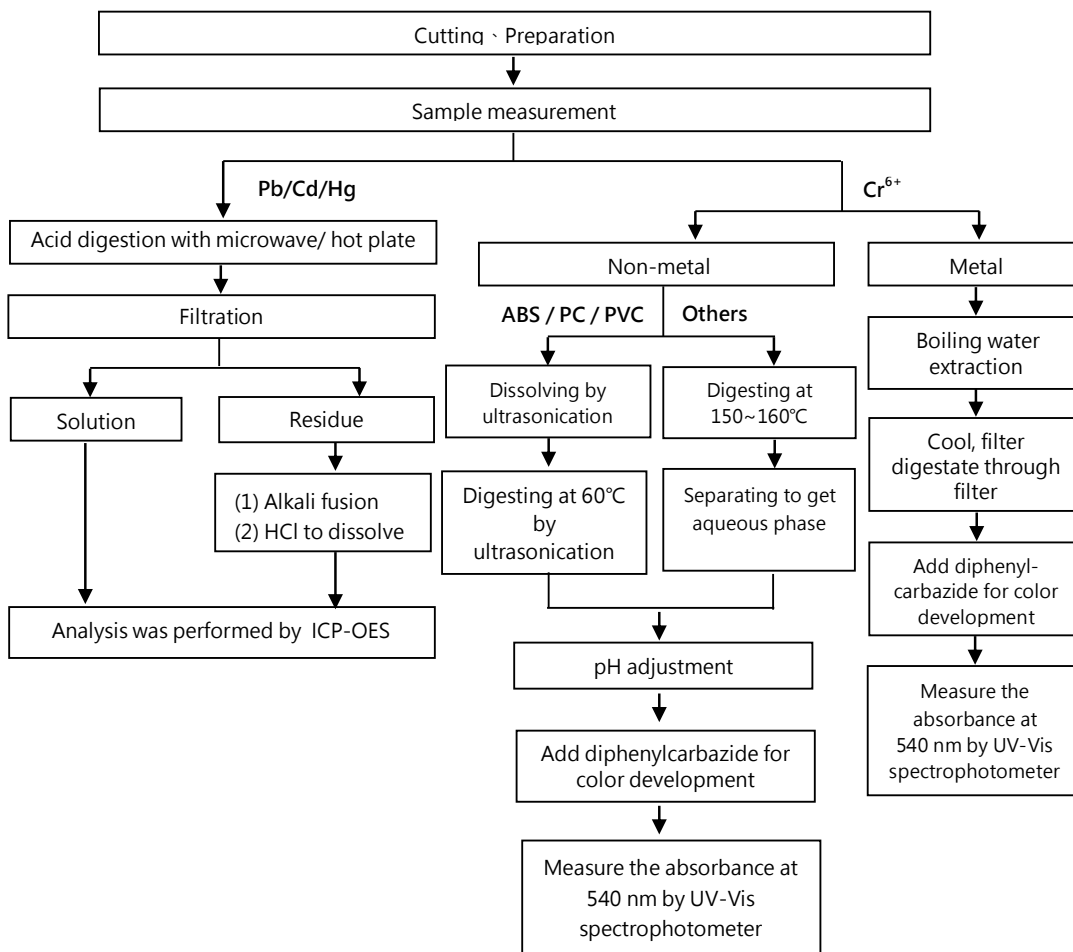 Cutting、Preparation
Sample measurement
Pb/Cd/Hg
Cr⁶⁺
Acid digestion with microwave/ hot plate
Filtration
Solution
Residue
(1) Alkali fusion
(2) HCl to dissolve
Analysis was performed by ICP-OES
Non-metal
ABS / PC / PVC
Others
Dissolving by
ultrasonication
Digesting at 60℃
by
ultrasonication
Digesting at
150~160℃
Separating to get
aqueous phase
pH adjustment
Add diphenylcarbazide for
color development
Measure the absorbance at
540 nm by UV-Vis
spectrophotometer
Metal
Boiling water
extraction
Cool, filter
digestate through
filter
Add diphenyl-
carbazide for color
development
Measure the
absorbance at
540 nm by UV-Vis
spectrophotometer